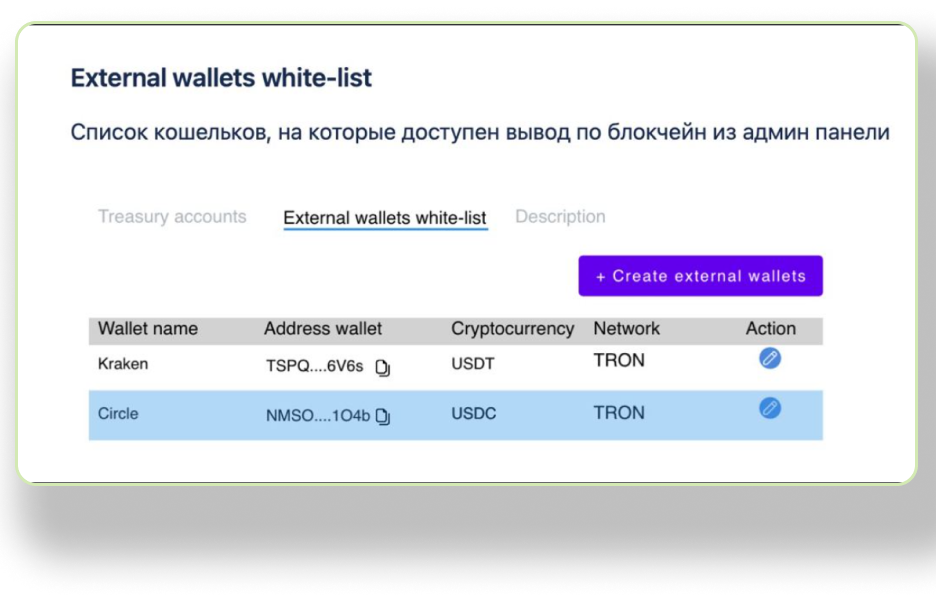 External wallets white-list
Список кошельков, на которые доступен вывод по блокчейн из админ панели
Treasury accounts External wallets white-list Description
+ Create external wallets
Wallet name Address wallet Cryptocurrency Network Action
Kraken TSPQ....6V6s USDT TRON
Circle NMSO....1O4b USDC TRON